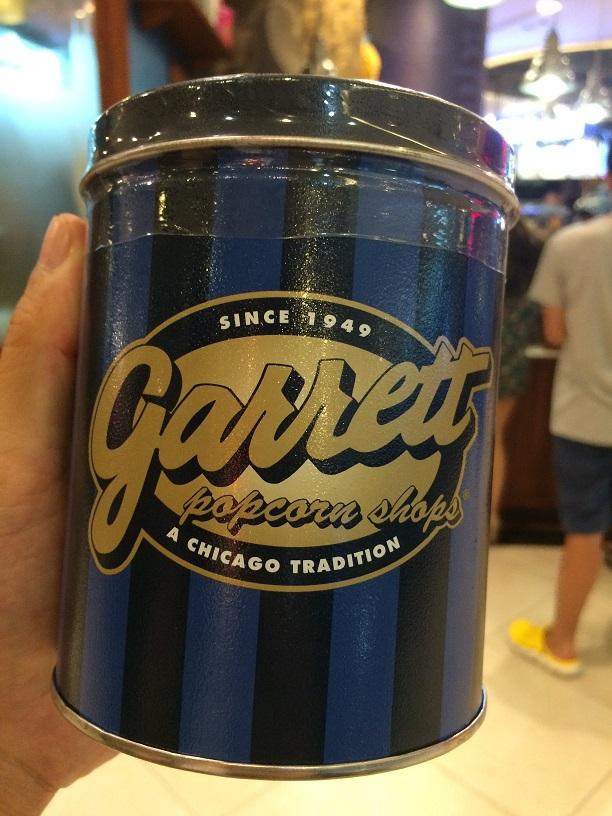 SINCE 1949
Garrett
popcorn shops®
A CHICAGO TRADITION